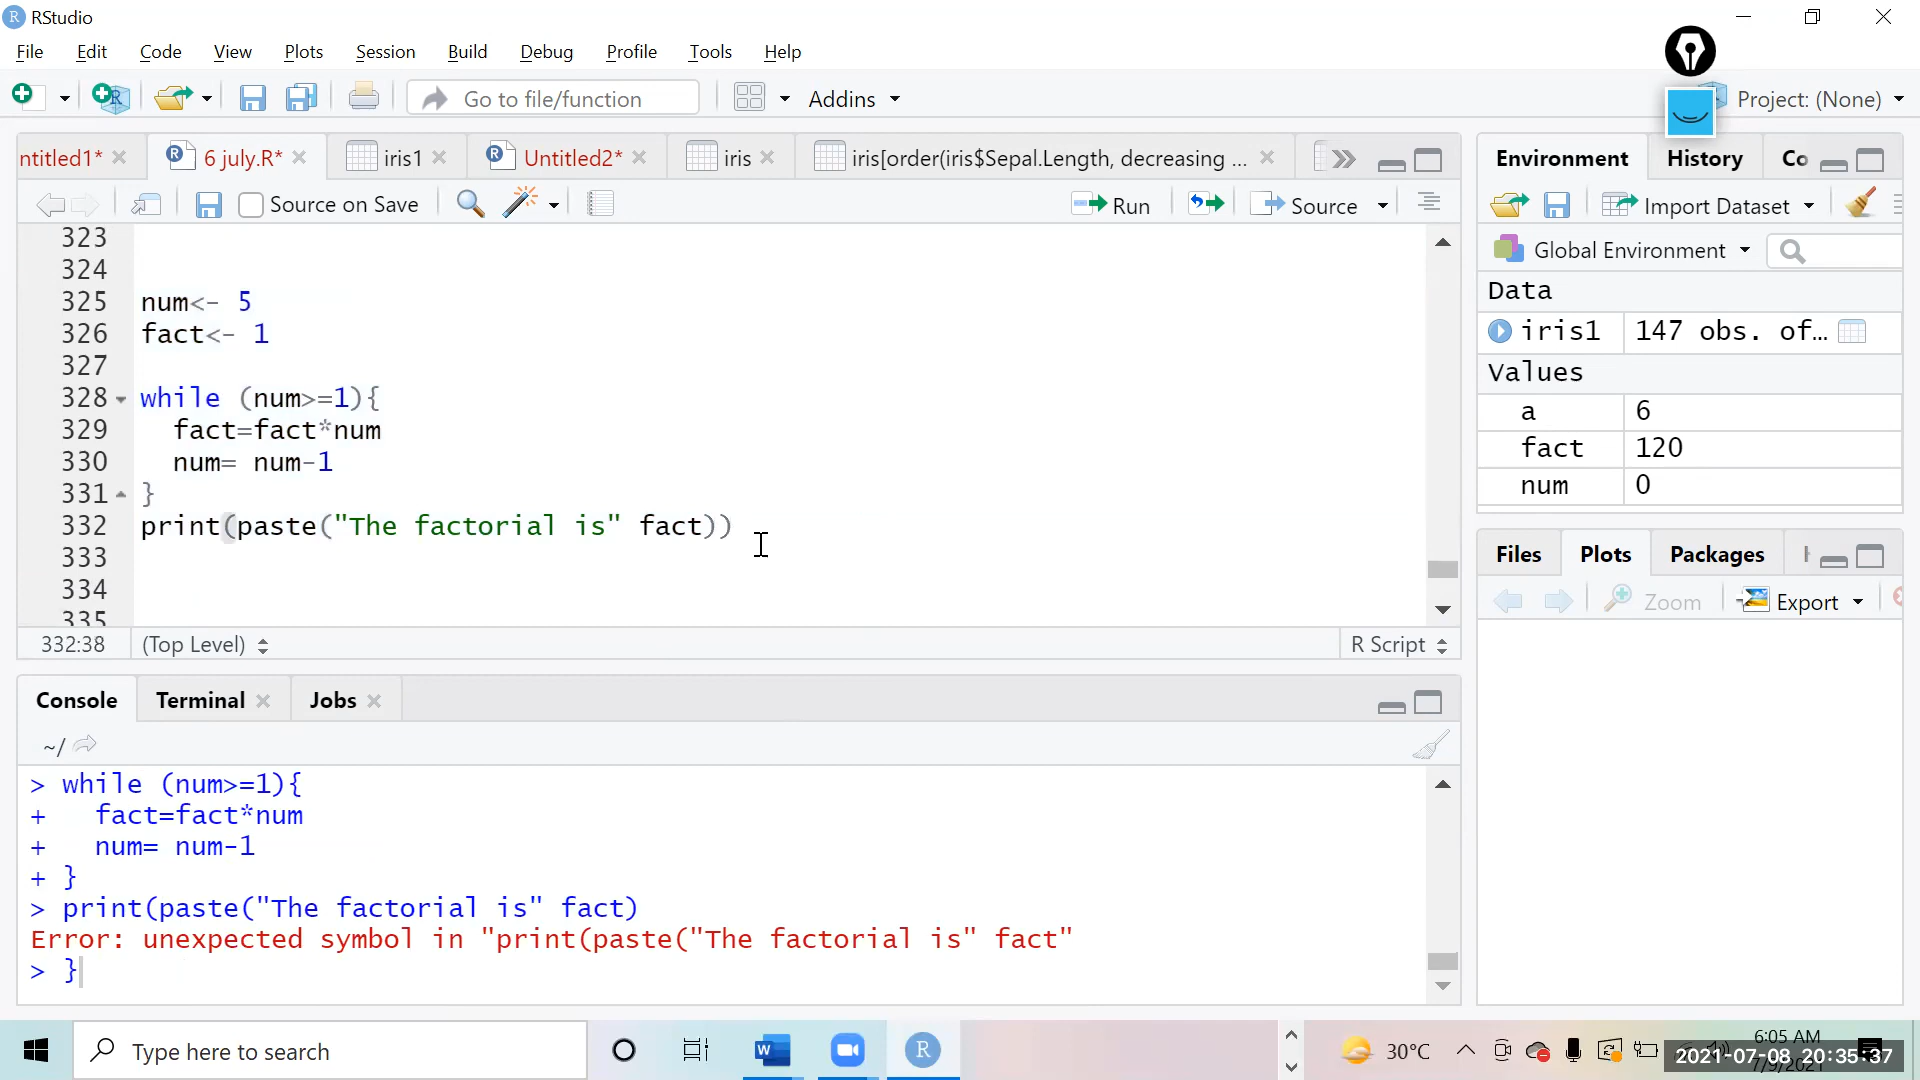 RStudio
File Edit Code View Plots Session Build Debug Profile Tools Help
Go to file/function Addins Project: (None)
ntitled1* 6 july.R* iris1 Untitled2* iris iris[order(iris$Sepal.Length, decreasing ...
Source on Save Run Source
323
324
325 num<- 5
326 fact<- 1
327
328 while (num>=1){
329 fact=fact*num
330 num= num-1
331 }
332 print(paste("The factorial is" fact))
333
334
335
332:38 (Top Level) R Script
Console Terminal Jobs
~/
> while (num>=1){
+ fact=fact*num
+ num= num-1
+ }
> print(paste("The factorial is" fact)
Error: unexpected symbol in "print(paste("The factorial is" fact"
> }
Environment History Co
Import Dataset
Global Environment
Data
iris1 147 obs. of...
Values
a 6
fact 120
num 0
Files Plots Packages
Zoom Export
Type here to search
30°C
6:05 AM
2021-07-08 20:35:37